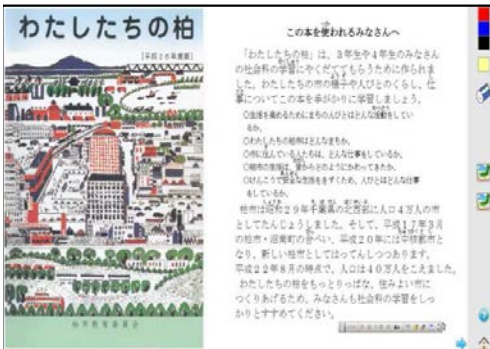 わたしたちの柏
[平成26年度版]
柏市教育委員会
この本を使われるみなさんへ
「わたしたちの柏」は、3年生や4年生のみなさん
の社会科の学習にやくだててもらうために作られま
した。わたしたちの市の様子や人びとのくらし、仕
事についてこの本を手がかりに学習しましょう。
○生活を高めるためにまちの人びとはどんな活動をしてい
るか。
○わたしたちの柏市はどんなまちか。
○市に住んでいる人たちは、どんな仕事をしているか。
○柏市の生活は、昔からどのようにかわってきたか。
○けんこうで安全な生活をきずくため、人びとはどんな仕事
をしているか。
柏市は昭和29年千葉県の北西部に人口4万人の市
としてたんじょうしました。そして、平成17年3月
の柏市・沼南町の合ぺい、平成20年には中核都市と
なり、新しい柏市としてはってんしつつあります。
平成22年8月の時点で、人口は40万人をこえました。
わたしたちの柏をもっとりっぱな、住みよい市に
つくりあげるため、みなさんも社会科の学習をしっ
かりとすすめてください。